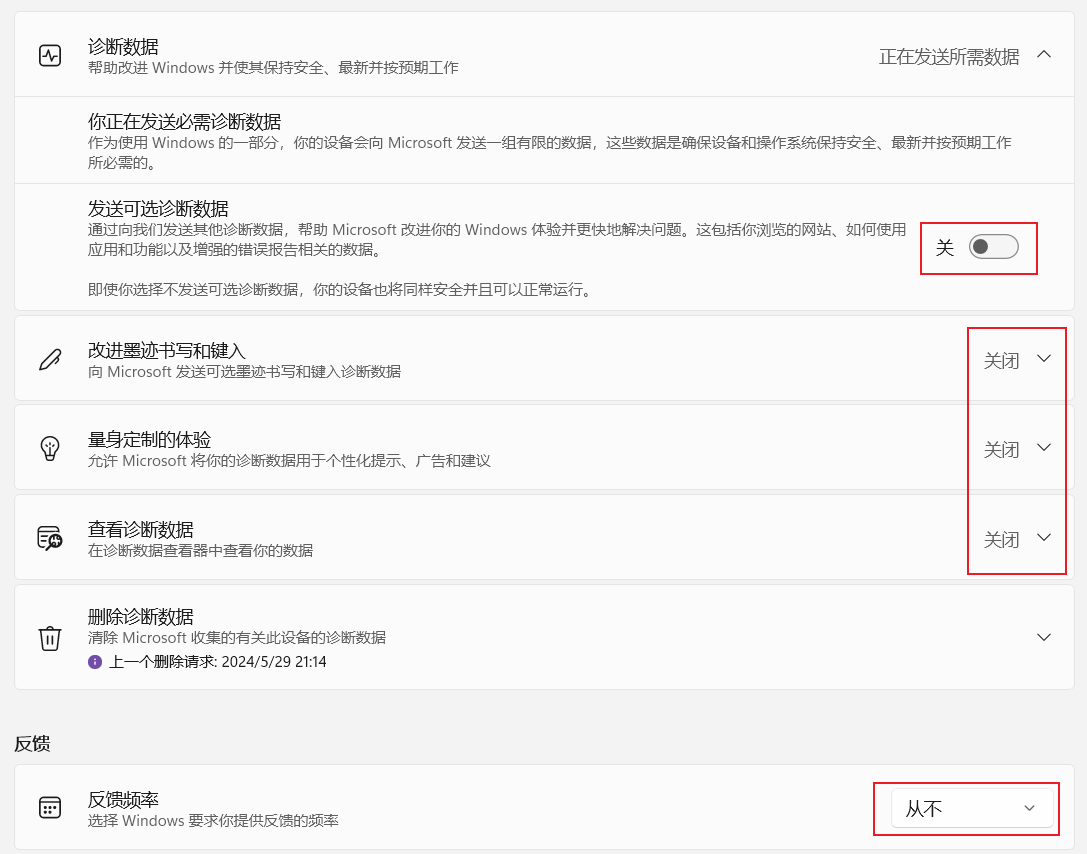 诊断数据
帮助改进 Windows 并使其保持安全、最新并按预期工作
正在发送所需数据
你正在发送必需诊断数据
作为使用 Windows 的一部分，你的设备会向 Microsoft 发送一组有限的数据，这些数据是确保设备和操作系统保持安全、最新并按预期工作
所必需的。
发送可选诊断数据
通过向我们发送其他诊断数据，帮助 Microsoft 改进你的 Windows 体验并更快地解决问题。这包括你浏览的网站、如何使用
应用和功能以及增强的错误报告相关的数据。
关
即使你选择不发送可选诊断数据，你的设备也将同样安全并且可以正常运行。
改进墨迹书写和键入
向 Microsoft 发送可选墨迹书写和键入诊断数据
关闭
量身定制的体验
允许 Microsoft 将你的诊断数据用于个性化提示、广告和建议
关闭
查看诊断数据
在诊断数据查看器中查看你的数据
关闭
删除诊断数据
清除 Microsoft 收集的有关此设备的诊断数据
上一个删除请求: 2024/5/29 21:14
反馈
反馈频率
选择 Windows 要求你提供反馈的频率
从不